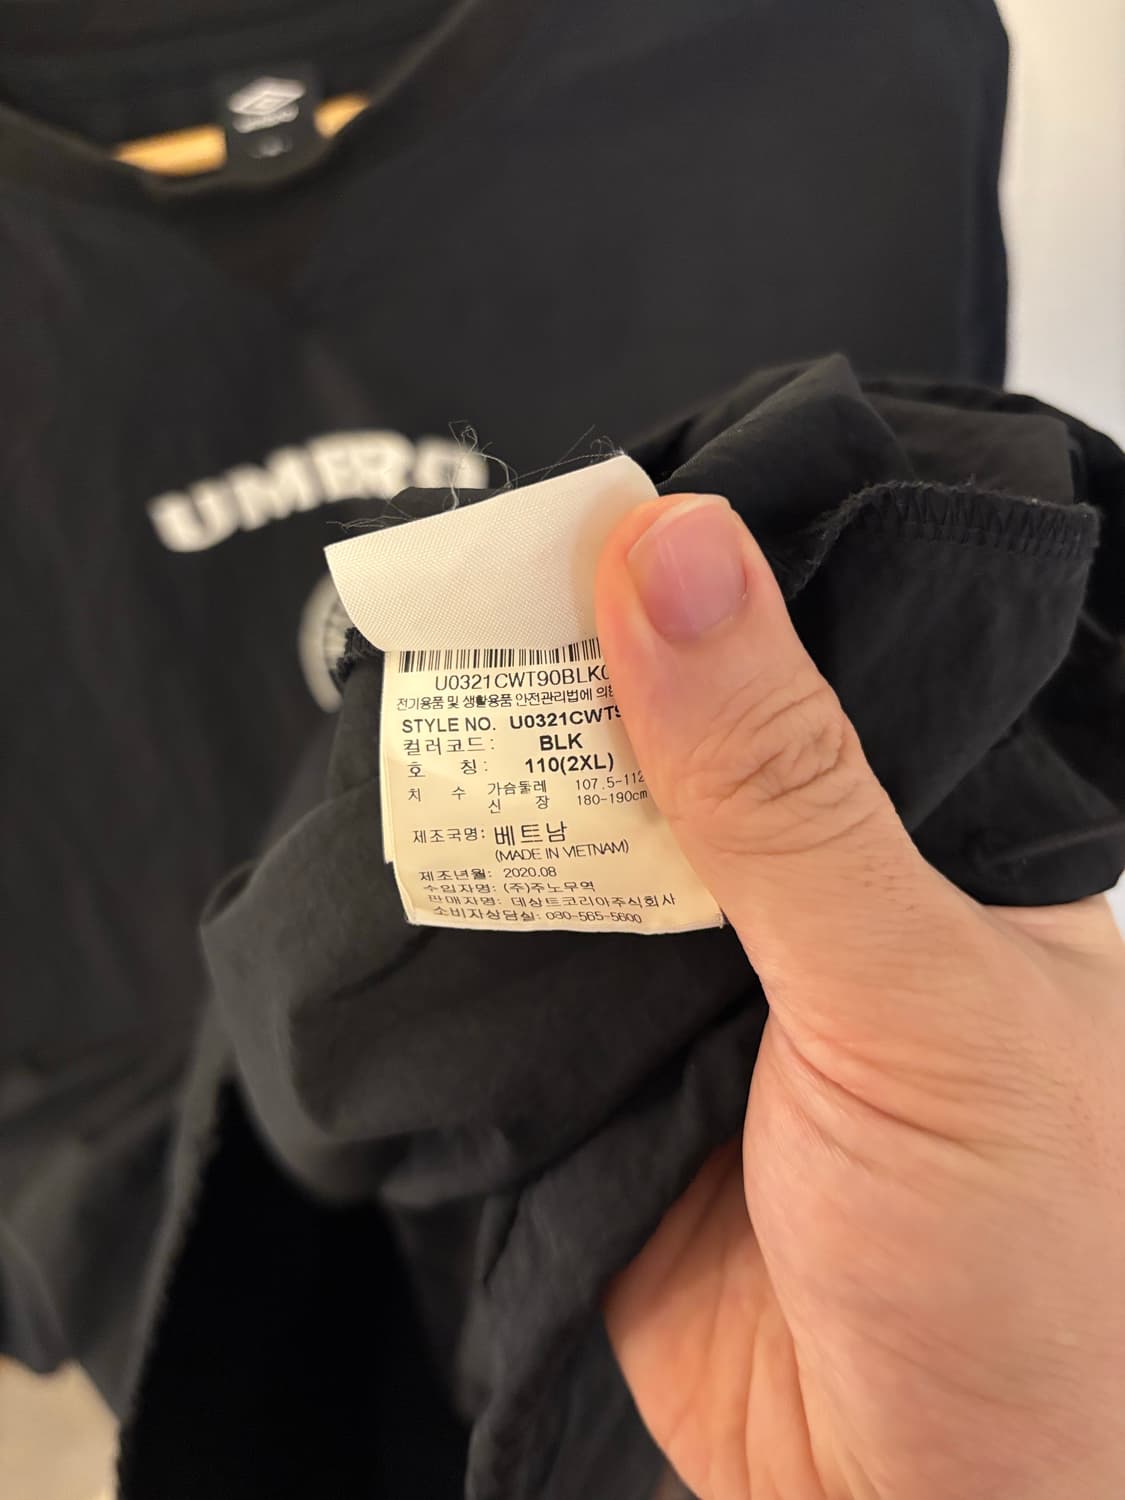 UMBRO
U0321CWT90BLK0
전기용품 및 생활용품 안전관리법에 의한
STYLE NO. U0321CWT9
컬러코드: BLK
호 칭: 110(2XL)
치 수 가슴둘레 107.5~112
신 장 180~190cm
제조국명: 베트남
(MADE IN VIETNAM)
제조년월: 2020.08
수입자명: (주)주노무역
판매자명: 데상트코리아주식회사
소비자상담실: 080-565-5600